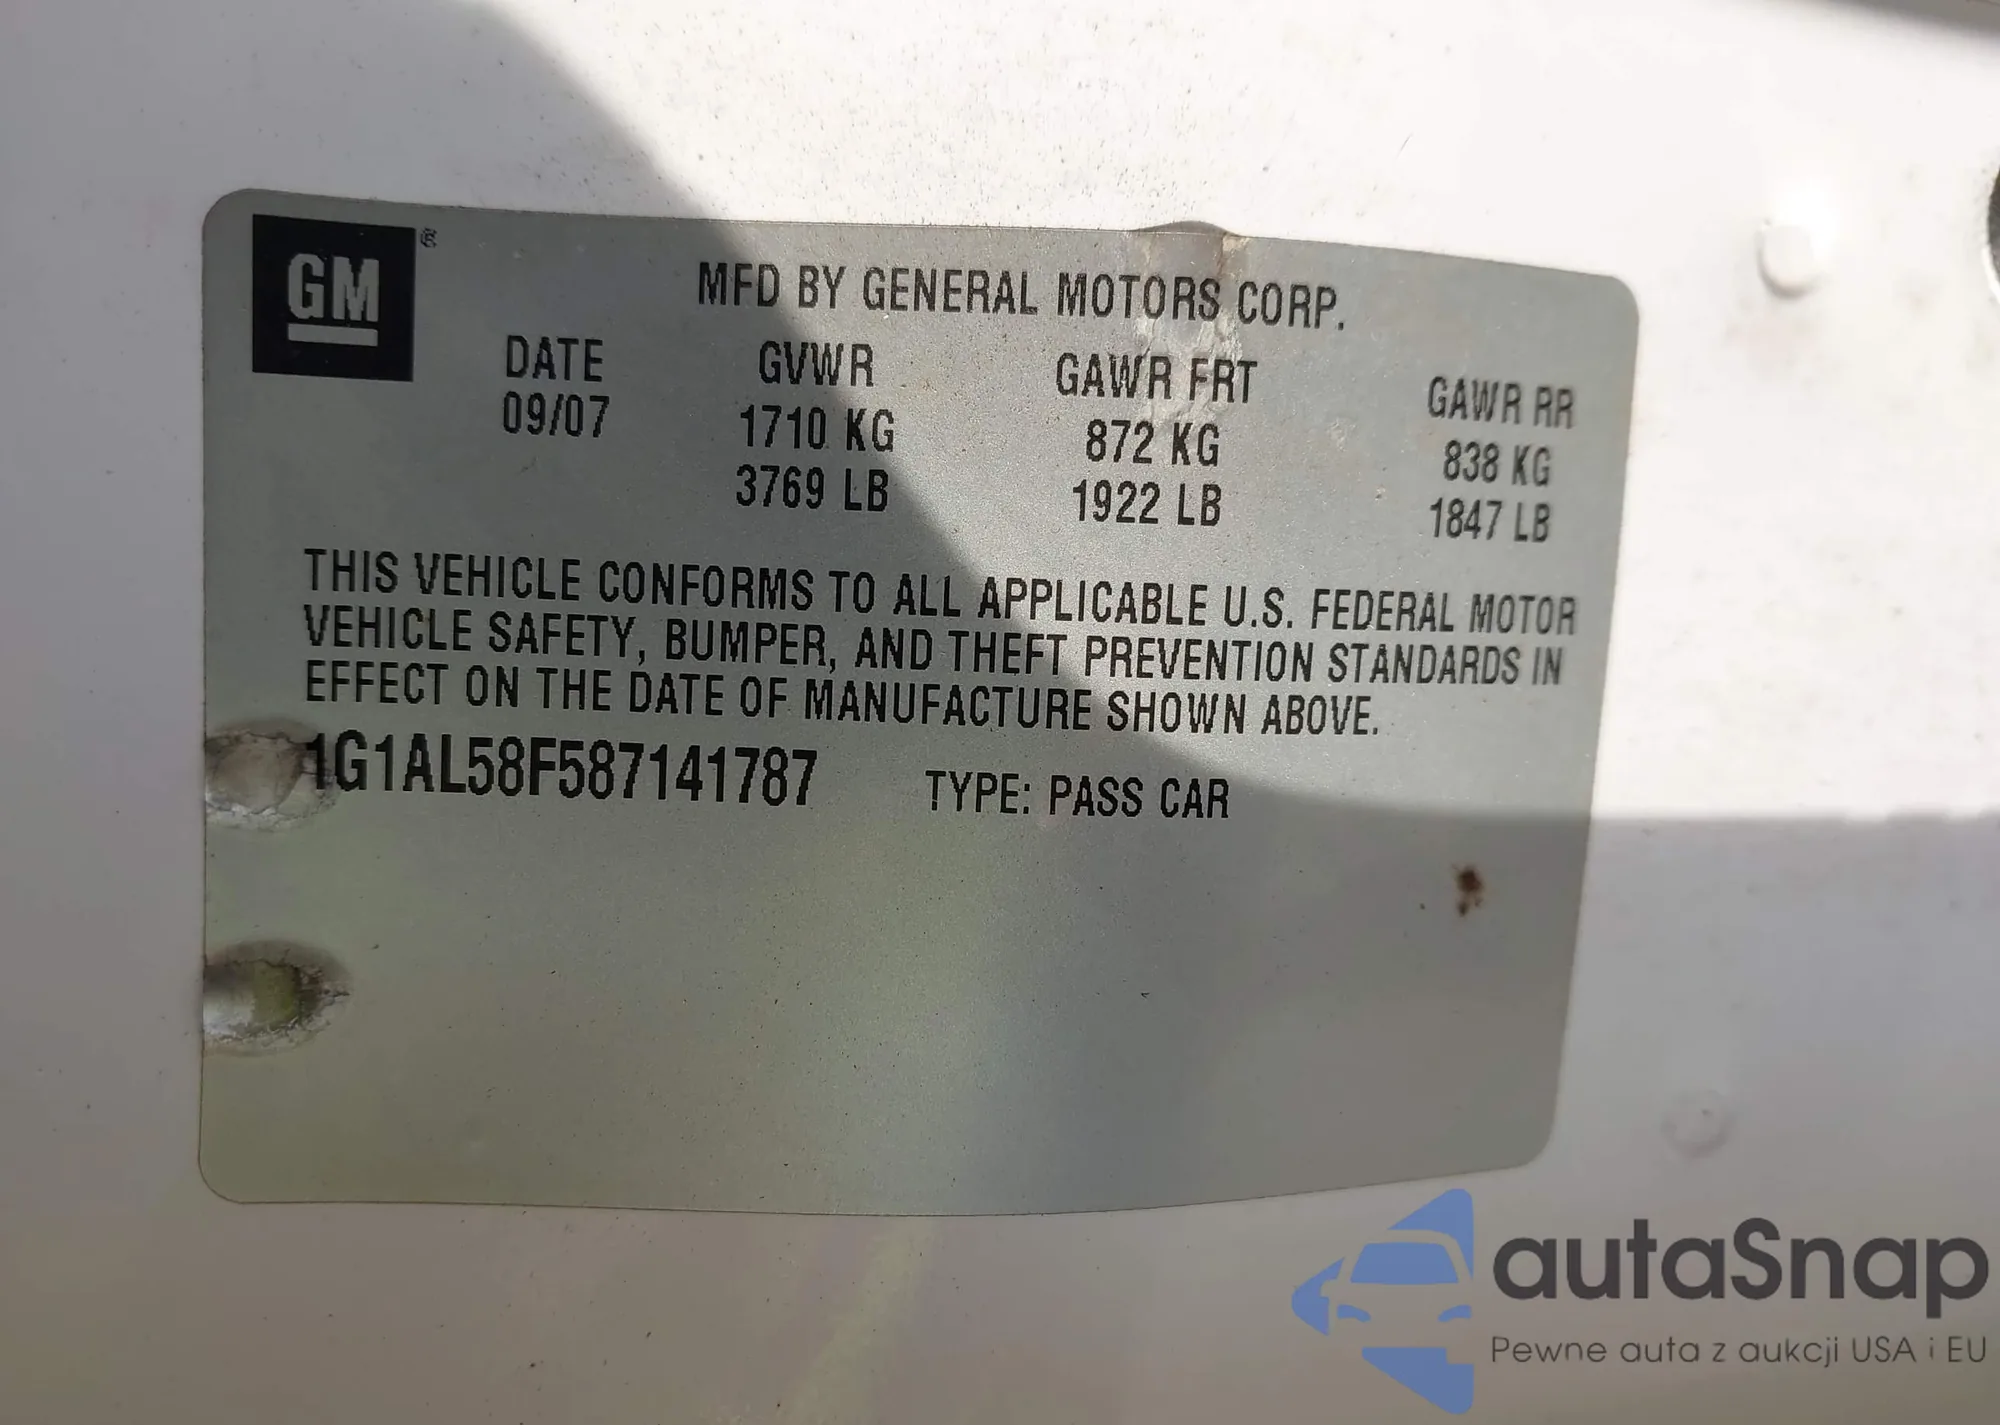 GM ®
MFD BY GENERAL MOTORS CORP.
DATE GVWR GAWR FRT GAWR RR
09/07 1710 KG 872 KG 838 KG
3769 LB 1922 LB 1847 LB
THIS VEHICLE CONFORMS TO ALL APPLICABLE U.S. FEDERAL MOTOR
VEHICLE SAFETY, BUMPER, AND THEFT PREVENTION STANDARDS IN
EFFECT ON THE DATE OF MANUFACTURE SHOWN ABOVE.
1G1AL58F587141787 TYPE: PASS CAR
autaSnap
Pewne auta z aukcji USA i EU